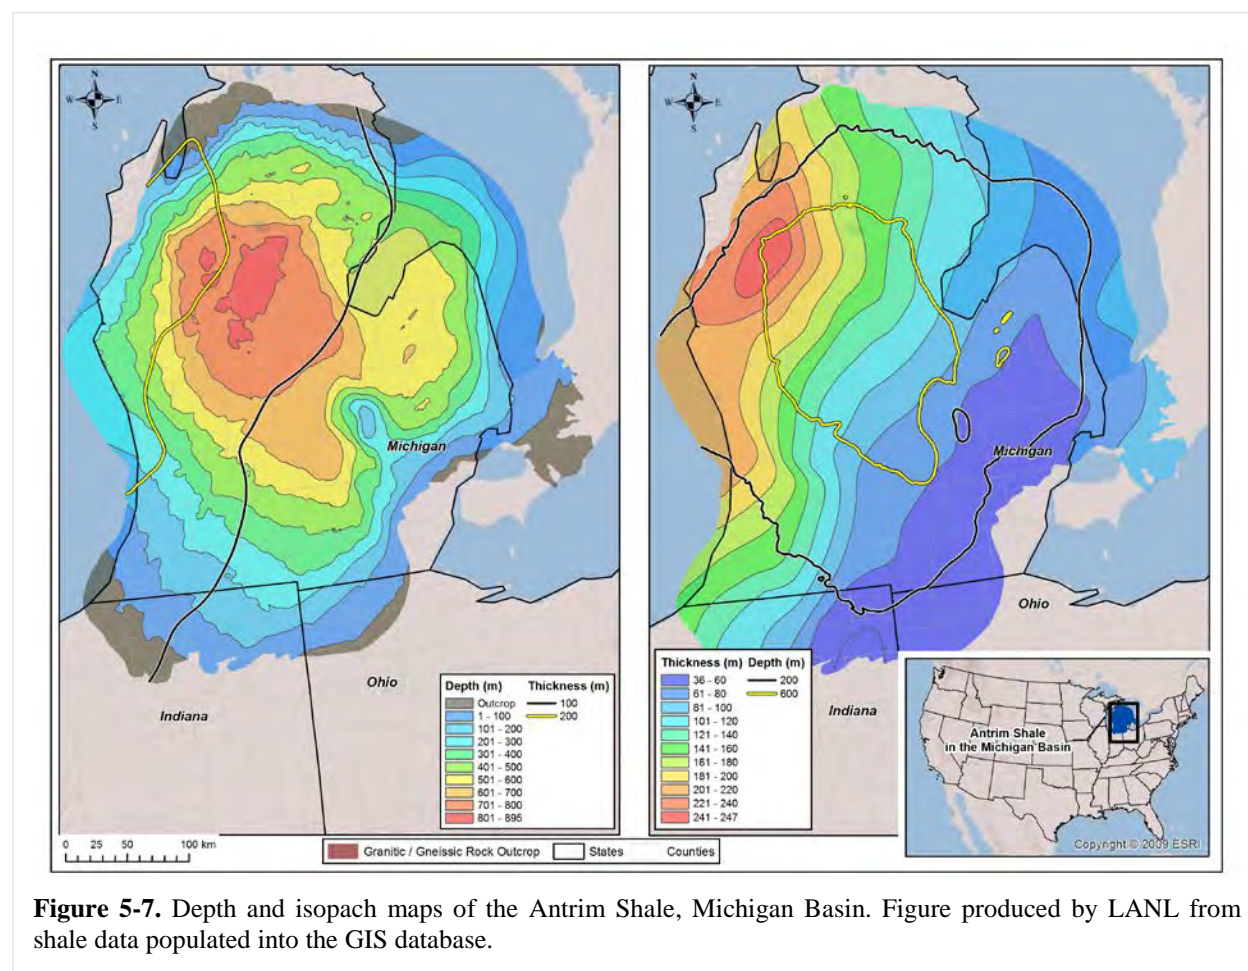 N
W E
S
Michigan
Ohio
Indiana
Depth (m) Thickness (m)
Outcrop 100
1 - 100 200
101 - 200
201 - 300
301 - 400
401 - 500
501 - 600
601 - 700
701 - 800
801 - 895
0 25 50 100 km
N
W E
S
Michigan
Ohio
Indiana
Thickness (m) Depth (m)
36 - 60 200
61 - 80 600
81 - 100
101 - 120
121 - 140
141 - 160
161 - 180
181 - 200
201 - 220
221 - 240
241 - 247
Antrim Shale
in the Michigan Basin
Copyright © 2009 ESRI
Granitic / Gneissic Rock Outcrop States Counties
Figure 5-7. Depth and isopach maps of the Antrim Shale, Michigan Basin. Figure produced by LANL from
shale data populated into the GIS database.